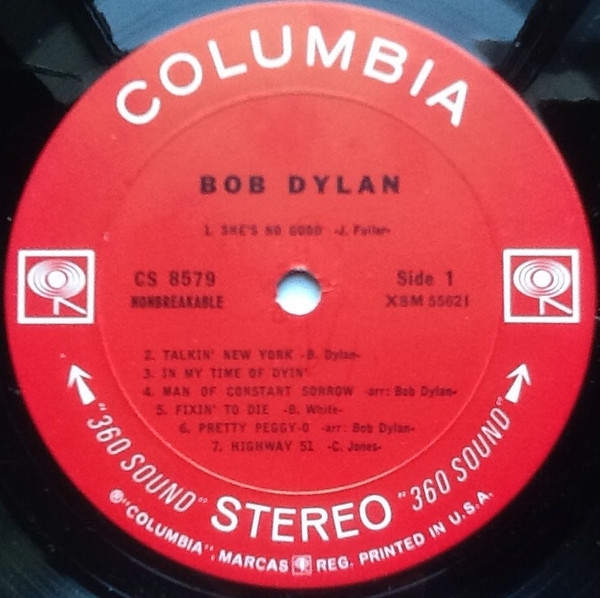 COLUMBIA
BOB DYLAN
1. SHE'S NO GOOD -J. Fuller-
CS 8579
NONBREAKABLE
Side 1
XSM 55621
2. TALKIN' NEW YORK -B. Dylan-
3. IN MY TIME OF DYIN'
4. MAN OF CONSTANT SORROW -arr: Bob Dylan-
5. FIXIN' TO DIE -B. White-
6. PRETTY PEGGY-O -arr: Bob Dylan-
7. HIGHWAY 51 -C. Jones-
"360 SOUND" STEREO "360 SOUND"
®"COLUMBIA", MARCAS REG. PRINTED IN U.S.A.